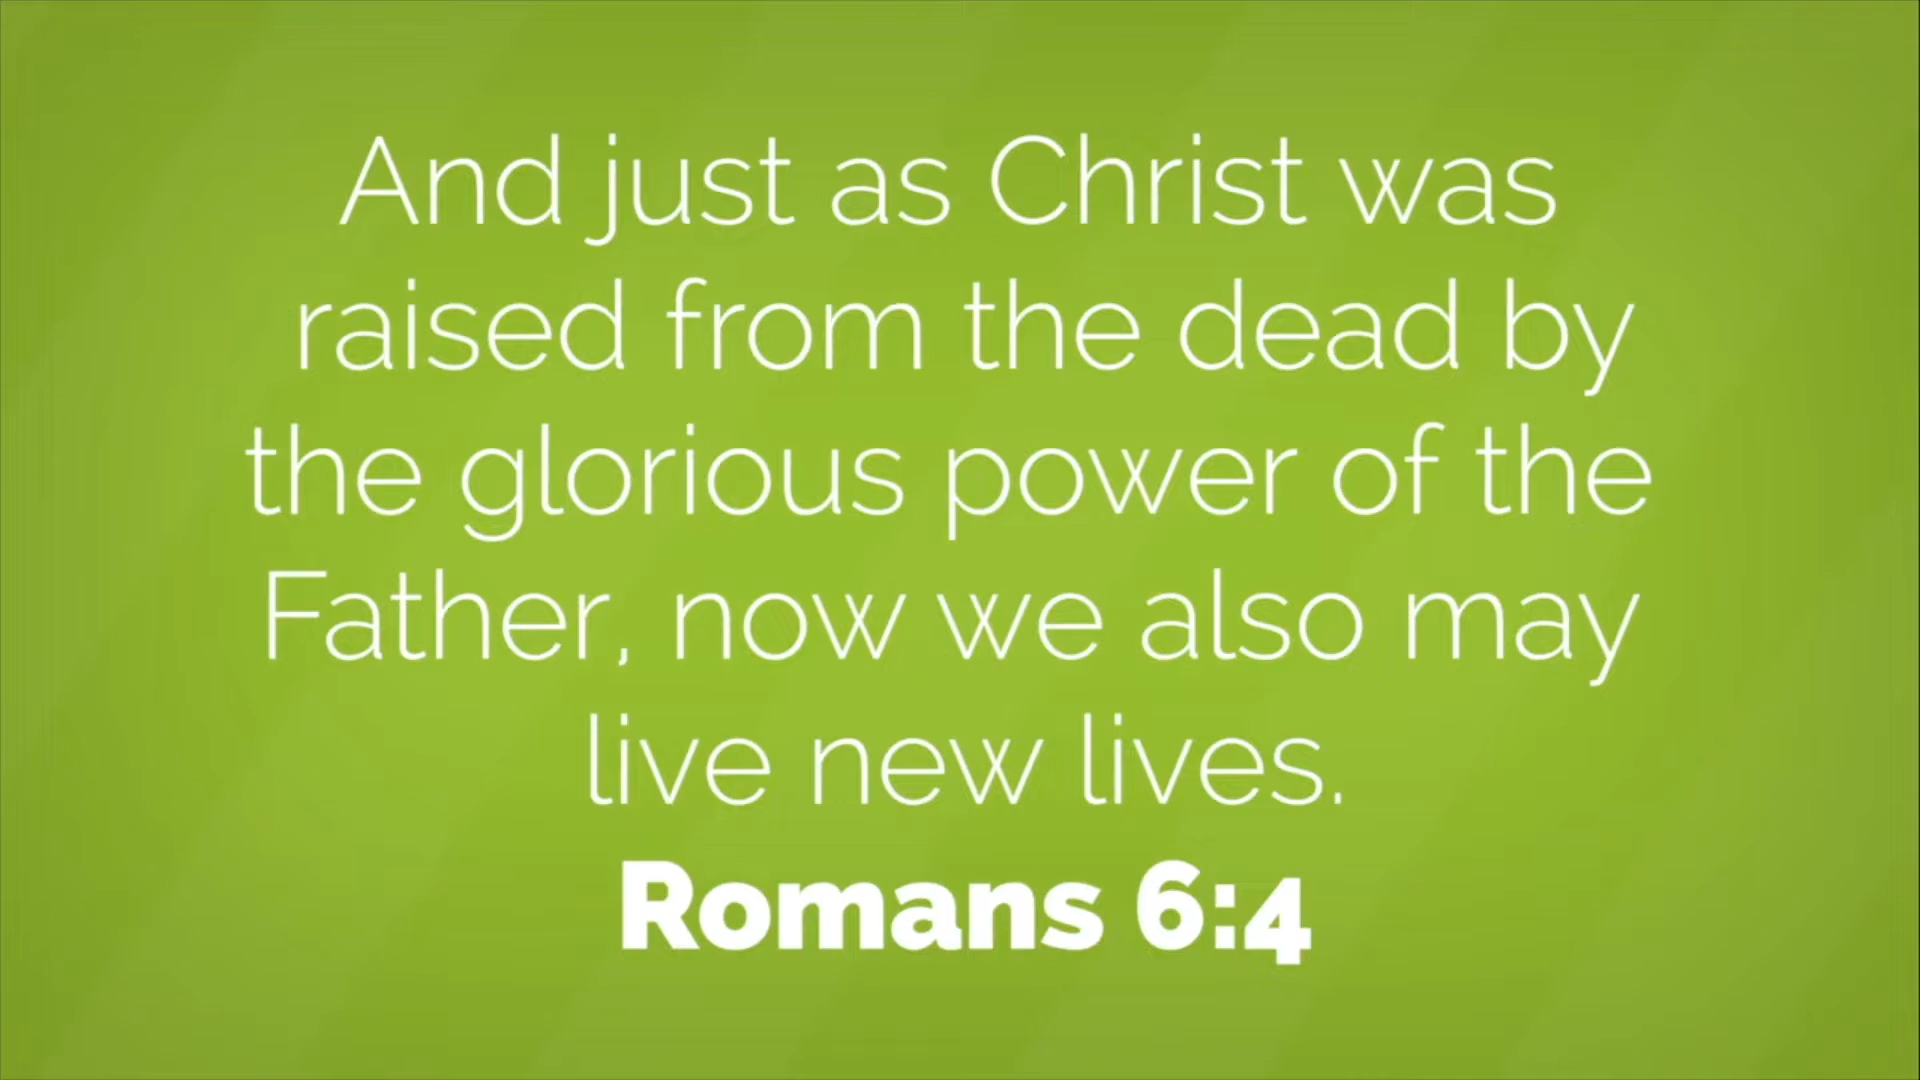 And just as Christ was
raised from the dead by
the glorious power of the
Father, now we also may
live new lives.
Romans 6:4